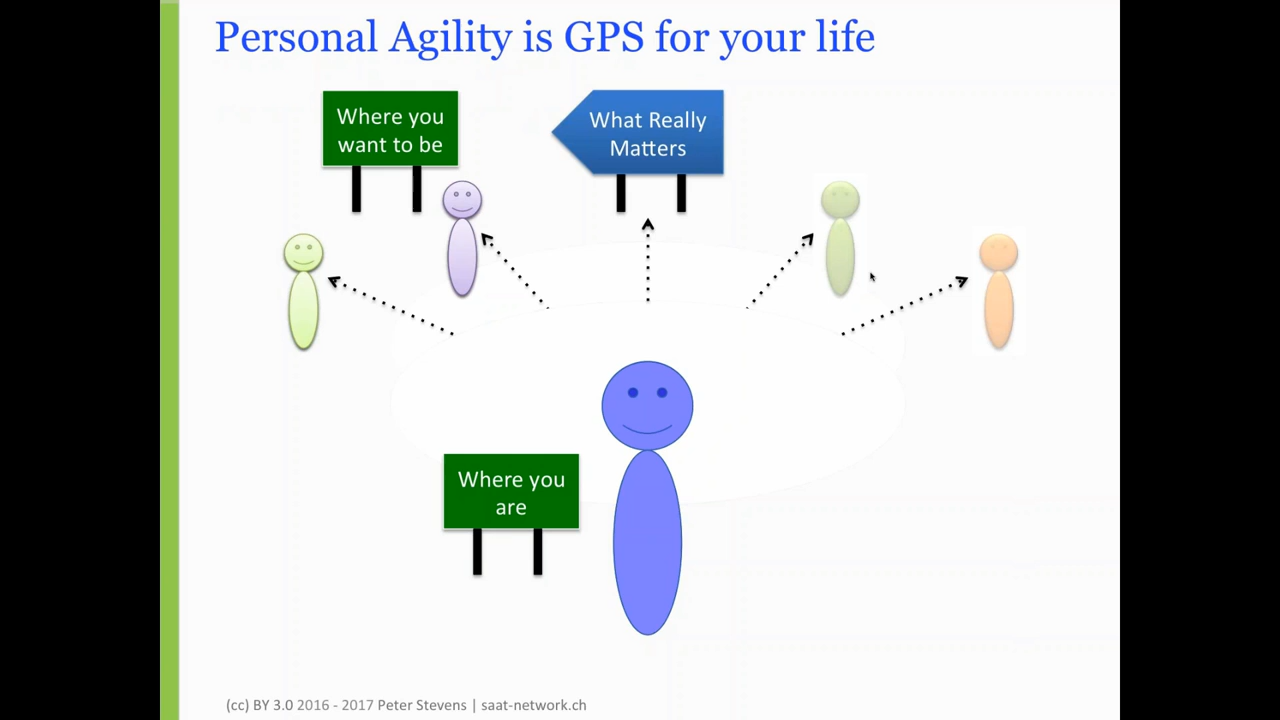 Personal Agility is GPS for your life
Where you
want to be
What Really
Matters
Where you
are
(cc) BY 3.0 2016 - 2017 Peter Stevens | saat-network.ch